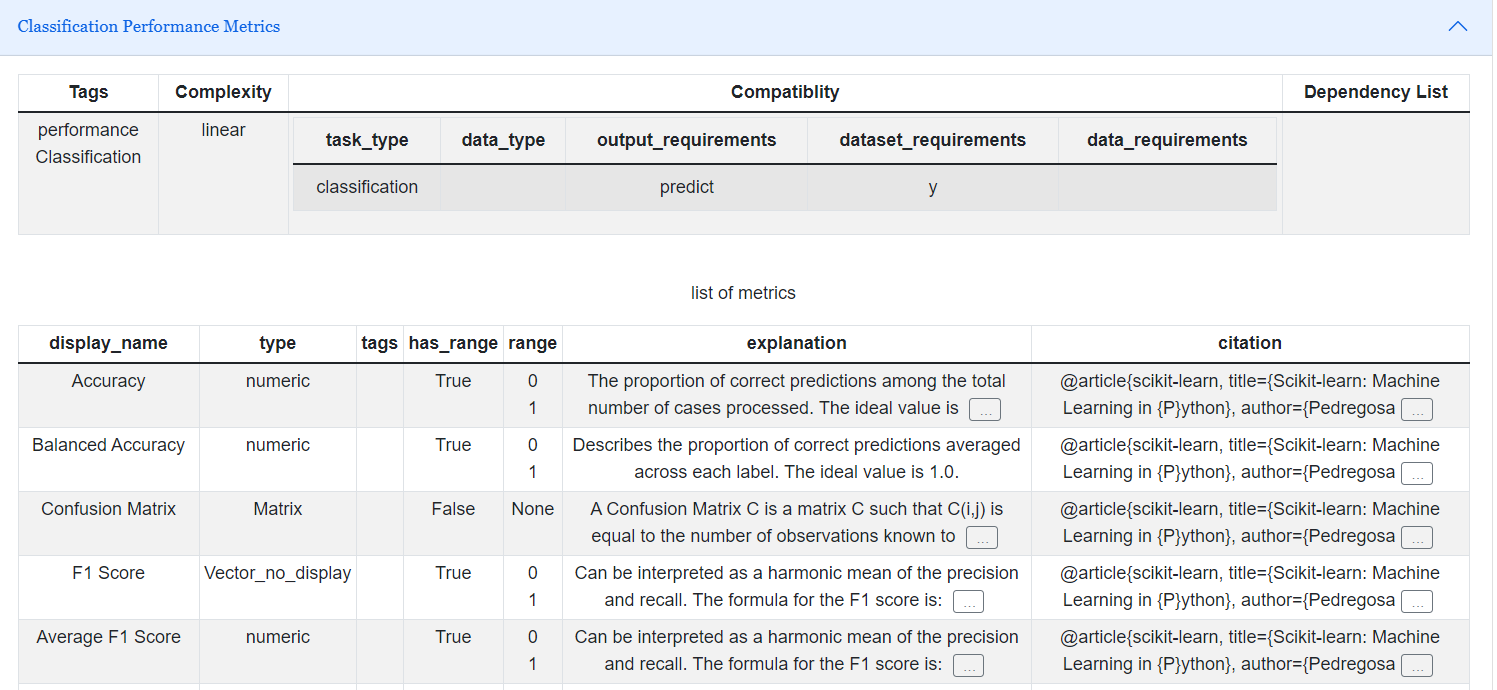 Classification Performance Metrics
Tags Complexity Compatiblity Dependency List
performance linear
Classification
task_type data_type output_requirements dataset_requirements data_requirements
classification predict y
list of metrics
display_name type tags has_range range explanation citation
Accuracy numeric True 0 The proportion of correct predictions among the total @article{scikit-learn, title={Scikit-learn: Machine
1 number of cases processed. The ideal value is ... Learning in {P}ython}, author={Pedregosa ...
Balanced Accuracy numeric True 0 Describes the proportion of correct predictions averaged @article{scikit-learn, title={Scikit-learn: Machine
1 across each label. The ideal value is 1.0. Learning in {P}ython}, author={Pedregosa ...
Confusion Matrix Matrix False None A Confusion Matrix C is a matrix C such that C(i,j) is @article{scikit-learn, title={Scikit-learn: Machine
equal to the number of observations known to ... Learning in {P}ython}, author={Pedregosa ...
F1 Score Vector_no_display True 0 Can be interpreted as a harmonic mean of the precision @article{scikit-learn, title={Scikit-learn: Machine
1 and recall. The formula for the F1 score is: ... Learning in {P}ython}, author={Pedregosa ...
Average F1 Score numeric True 0 Can be interpreted as a harmonic mean of the precision @article{scikit-learn, title={Scikit-learn: Machine
1 and recall. The formula for the F1 score is: ... Learning in {P}ython}, author={Pedregosa ...